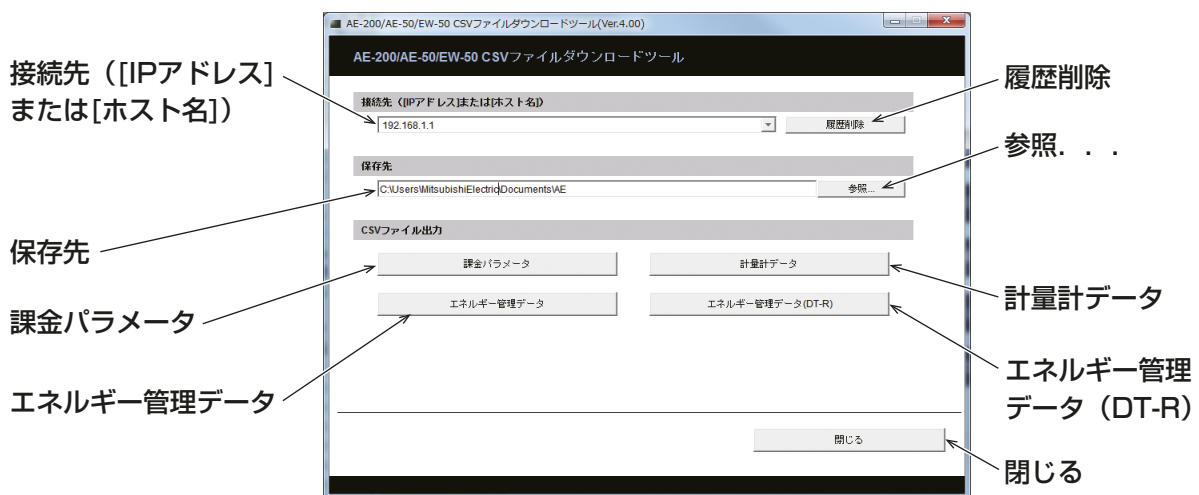 AE-200/AE-50/EW-50 CSVファイルダウンロードツール(Ver.4.00)
AE-200/AE-50/EW-50 CSVファイルダウンロードツール
接続先（[IPアドレス]
または[ホスト名]）
接続先（[IPアドレス]または[ホスト名]）
192.168.1.1
履歴削除
履歴削除
参照．．．
保存先
C:\Users\MitsubishiElectric\Documents\AE
参照...
保存先
CSVファイル出力
課金パラメータ
計量計データ
エネルギー管理データ
エネルギー管理データ(DT-R)
課金パラメータ
計量計データ
エネルギー管理データ
エネルギー管理
データ（DT-R）
閉じる
閉じる